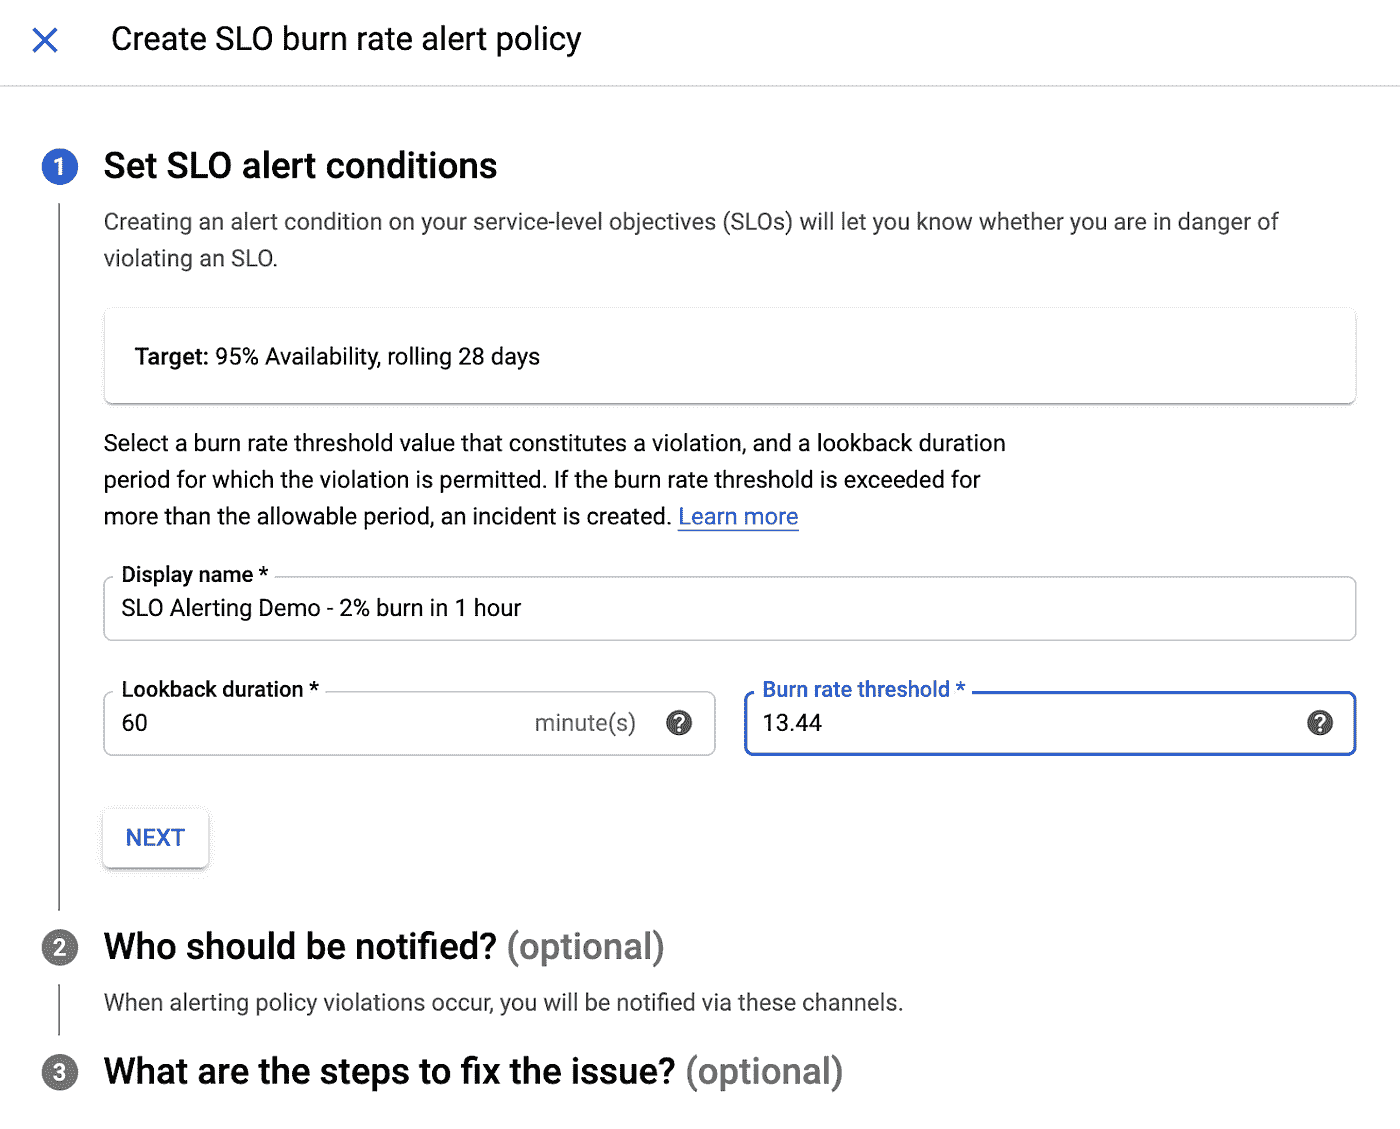 Create SLO burn rate alert policy
1 Set SLO alert conditions
Creating an alert condition on your service-level objectives (SLOs) will let you know whether you are in danger of
violating an SLO.
Target: 95% Availability, rolling 28 days
Select a burn rate threshold value that constitutes a violation, and a lookback duration
period for which the violation is permitted. If the burn rate threshold is exceeded for
more than the allowable period, an incident is created. Learn more
Display name *
SLO Alerting Demo - 2% burn in 1 hour
Lookback duration *
60 minute(s) ?
Burn rate threshold *
13.44 ?
NEXT
2 Who should be notified? (optional)
When alerting policy violations occur, you will be notified via these channels.
3 What are the steps to fix the issue? (optional)